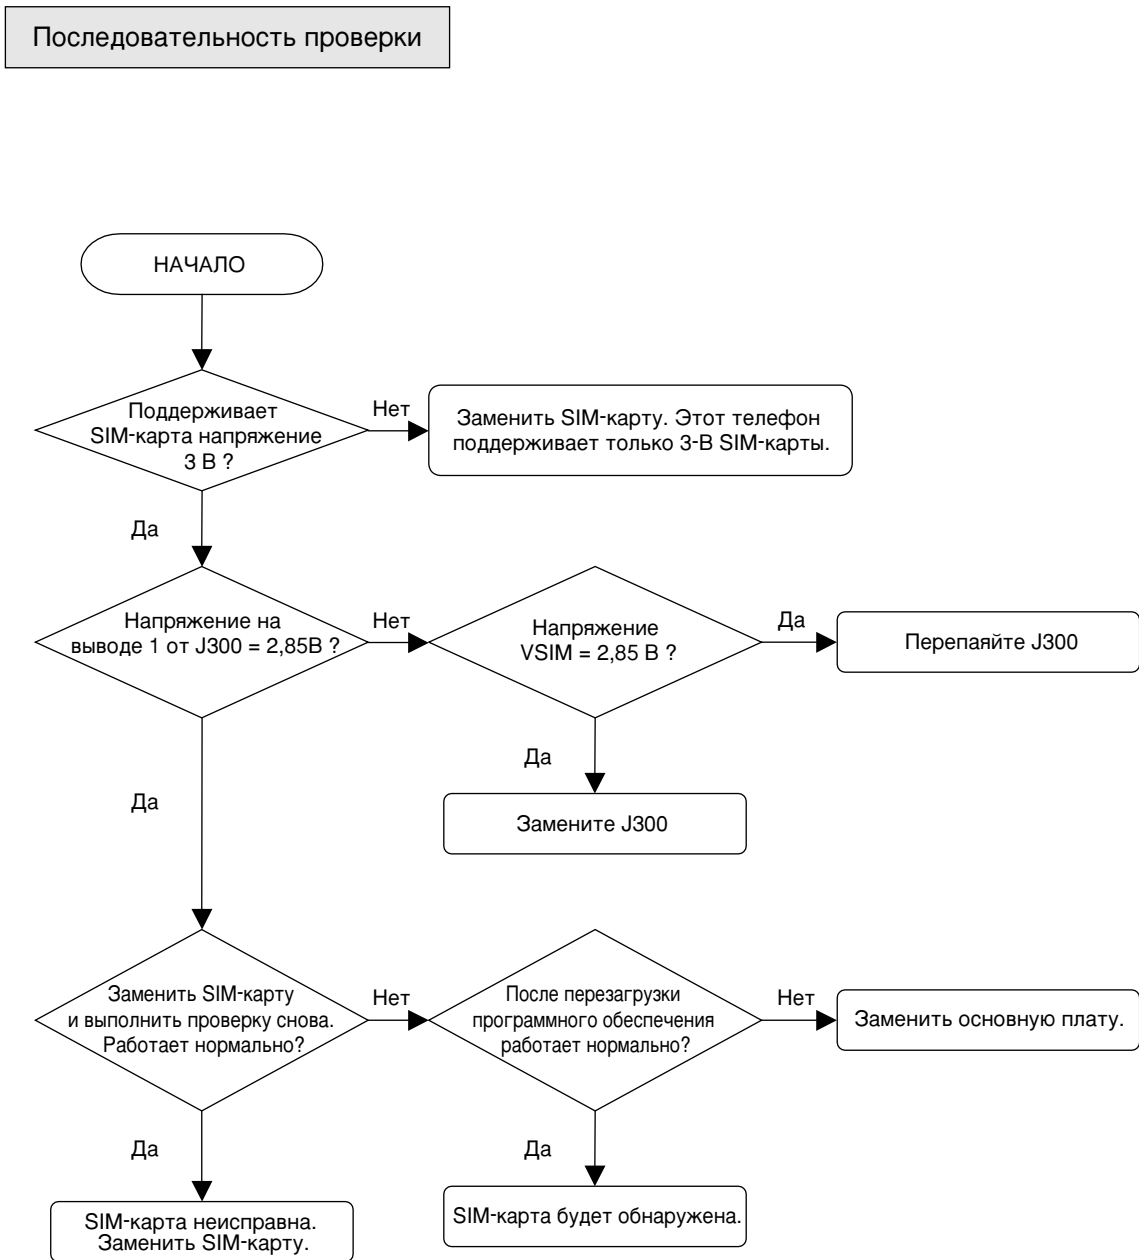 Последовательность проверки
НАЧАЛО
Поддерживает
SIM-карта напряжение
3 В ?
Нет
Заменить SIM-карту. Этот телефон
поддерживает только 3-В SIM-карты.
Да
Напряжение на
выводе 1 от J300 = 2,85В ?
Нет
Напряжение
VSIM = 2,85 В ?
Да
Перепаяйте J300
Да
Замените J300
Да
Заменить SIM-карту
и выполнить проверку снова.
Работает нормально?
Нет
После перезагрузки
программного обеспечения
работает нормально?
Нет
Заменить основную плату.
Да
SIM-карта неисправна.
Заменить SIM-карту.
Да
SIM-карта будет обнаружена.